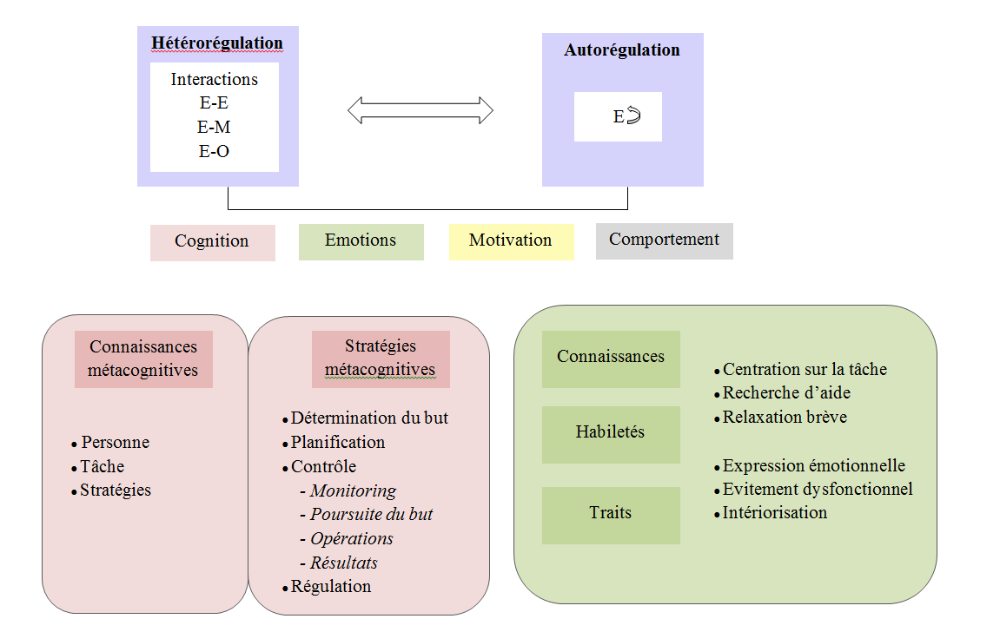 Hétérorégulation
Interactions
E-E
E-M
E-O
Autorégulation
E
Cognition
Emotions
Motivation
Comportement
Connaissances
métacognitives
• Personne
• Tâche
• Stratégies
Stratégies
métacognitives
• Détermination du but
• Planification
• Contrôle
- Monitoring
- Poursuite du but
- Opérations
- Résultats
• Régulation
Connaissances
Habiletés
Traits
• Centration sur la tâche
• Recherche d’aide
• Relaxation brève
• Expression émotionnelle
• Evitement dysfonctionnel
• Intériorisation